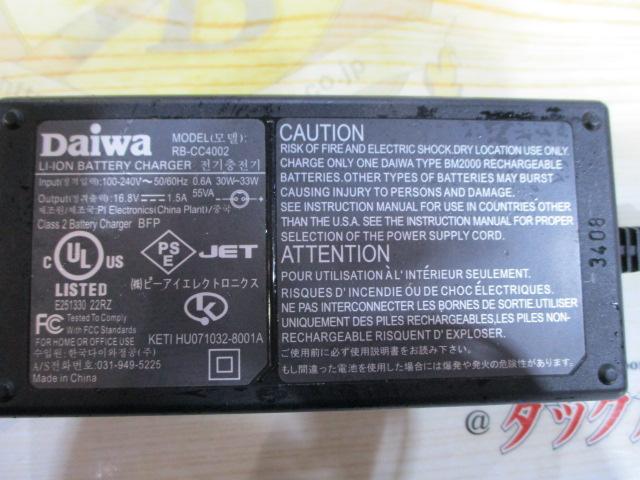 Daiwa
MODEL(모델):
RB-CC4002
LI-ION BATTERY CHARGER 전기충전기
Input(정격입력):100-240V～50/60Hz 0.6A 30W-33W
55VA
Output(정격출력):16.8V 1.5A
제조원/제조국:PI Electronics(China Plant)/중국
Class 2 Battery Charger BFP
C UL US
LISTED
E251330 22RZ
PSE
JET
㈱ピーアイエレクトロニクス
FC Tested To Comply
With FCC Standards
FOR HOME OR OFFICE USE
K
KETI HU071032-8001A
수입원:한국다이와정공(주)
A/S전화번호:031-949-5225
Made in China
CAUTION
RISK OF FIRE AND ELECTRIC SHOCK.DRY LOCATION USE ONLY.
CHARGE ONLY ONE DAIWA TYPE BM2000 RECHARGEABLE
BATTERIES.OTHER TYPES OF BATTERIES MAY BURST
CAUSING INJURY TO PERSONS AND DAMAGE.
SEE INSTRUCTION MANUAL FOR USE IN COUNTRIES OTHER
THAN THE U.S.A. SEE THE INSTRUCTION MANUAL FOR PROPER
SELECTION OF THE POWER SUPPLY CORD.
ATTENTION
POUR UTILISATION À L' INTÉRIEUR SEULEMENT.
RISQUES D' INCENDIE OU DE CHOC ÉLECTRIQUES.
NE PAS INTERCONNECTER LES BORNES DE SORTIE.UTILISER
UNIQUEMENT DES PILES RECHARGEABLES,LES PILES NON-
RECHARGEABLES RISQUENT D' EXPLOSER.
ご使用前に必ず使用説明書をお読み下さい。
もし間違った電池を使用した場合には爆発や発火の危険性があります。
3408
co.jp
@タック